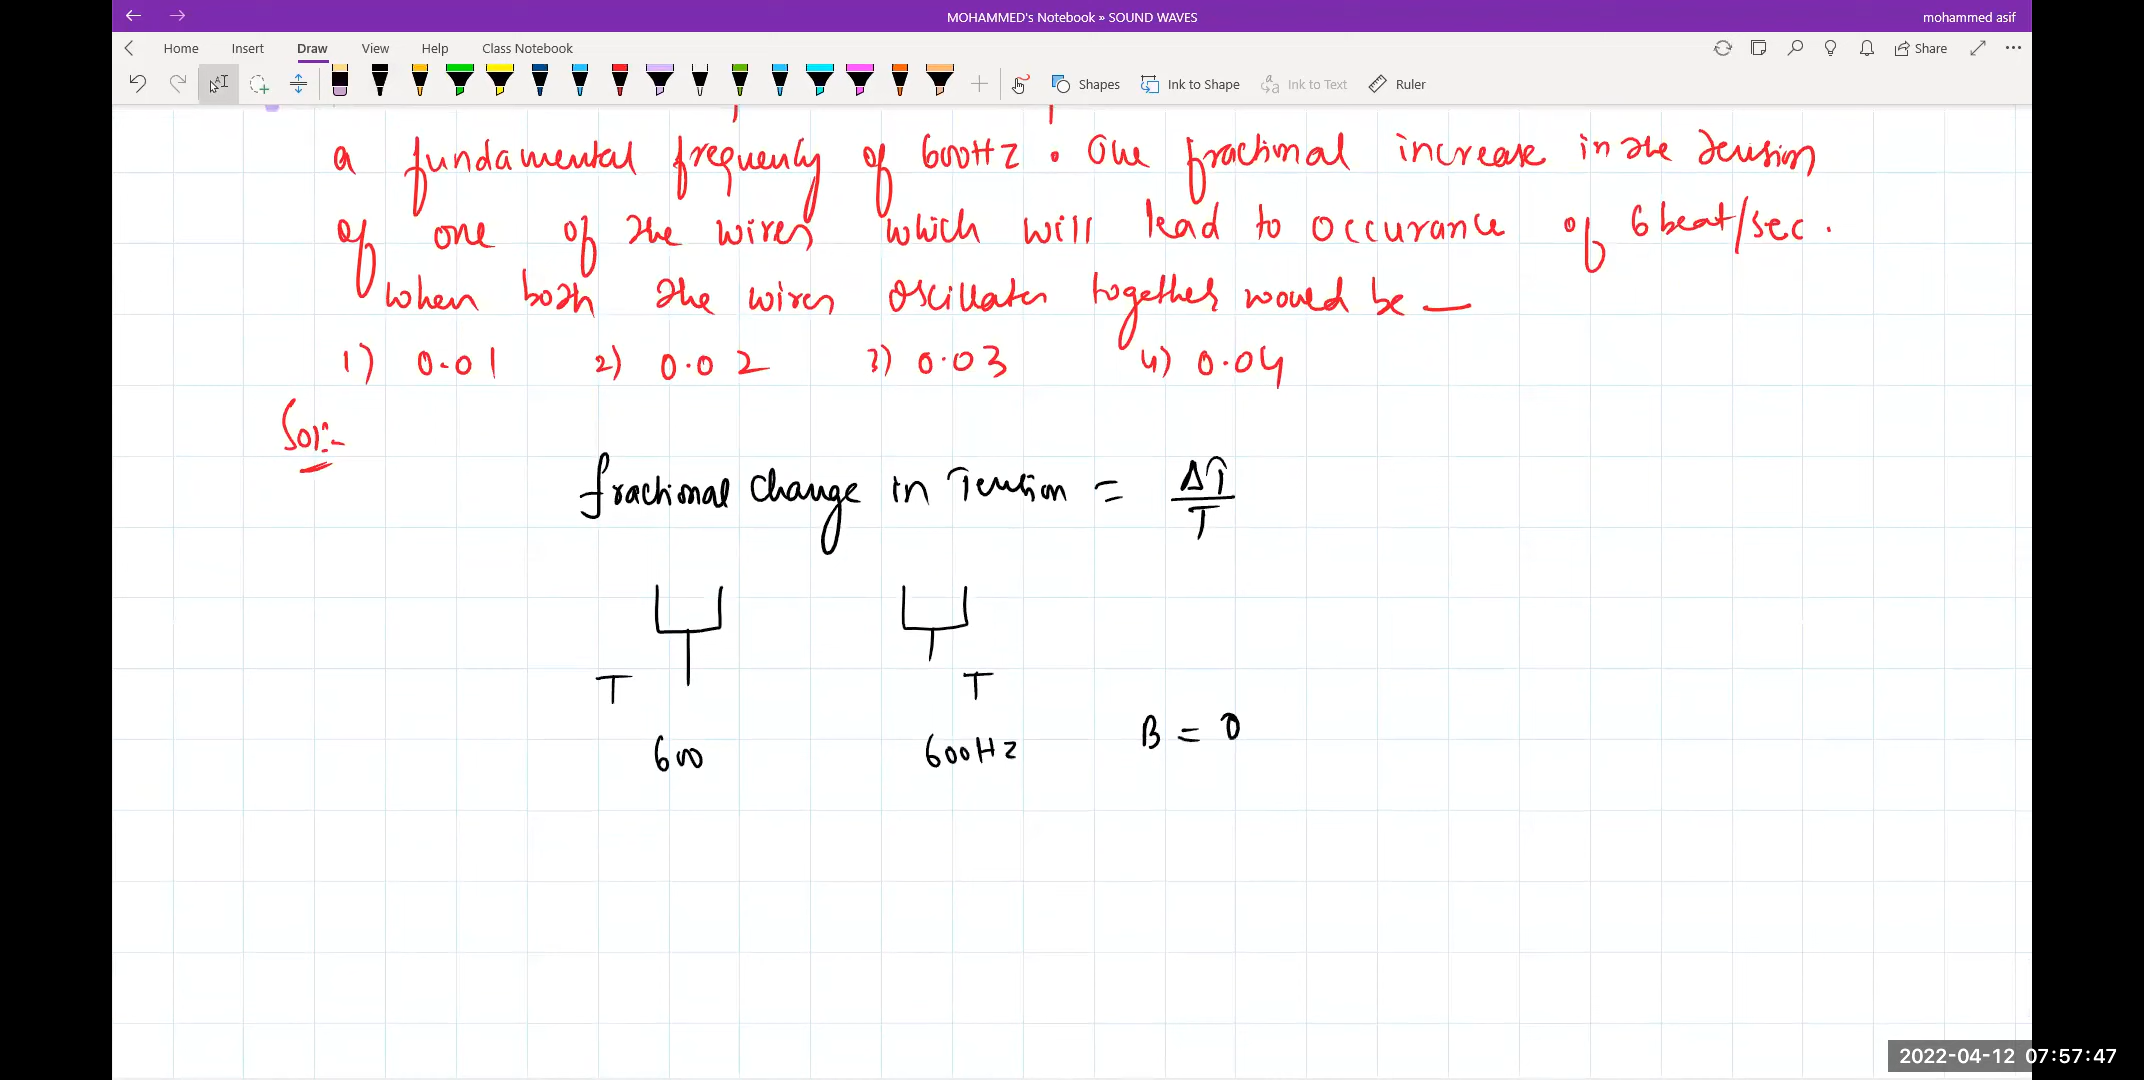 MOHAMMED's Notebook » SOUND WAVES
mohammed asif
Home Insert Draw View Help Class Notebook
Share
Shapes Ink to Shape Ink to Text Ruler
a fundamental frequency of 600HZ. One fractional increase in the tension
of one of the wires which will lead to occurance of 6 beat/sec.
when both the wires oscillates together would be —
1) 0.01 2) 0.02 3) 0.03 4) 0.04
Sol:-
fractional change in Tension = ΔT/T
T T
600 600HZ B = 0
2022-04-12 07:57:47